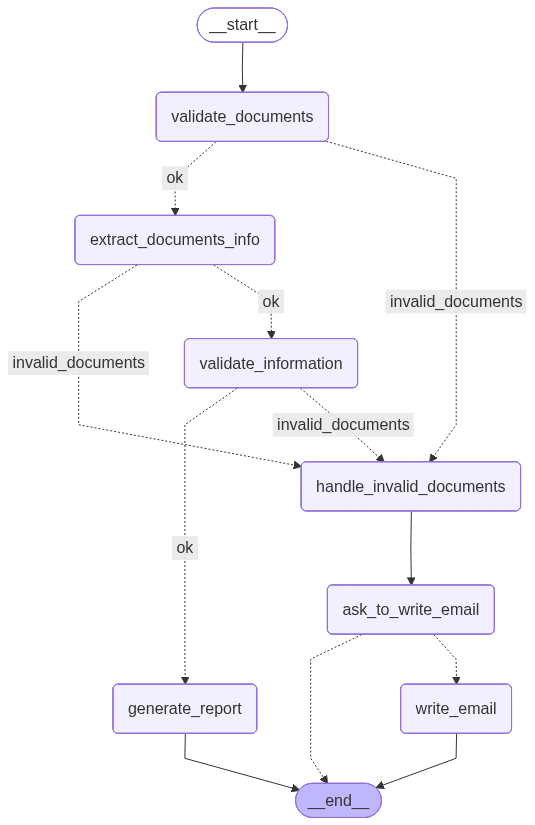 __start__
validate_documents
ok
extract_documents_info
ok
invalid_documents
invalid_documents
validate_information
invalid_documents
handle_invalid_documents
ok
ask_to_write_email
generate_report
write_email
__end__